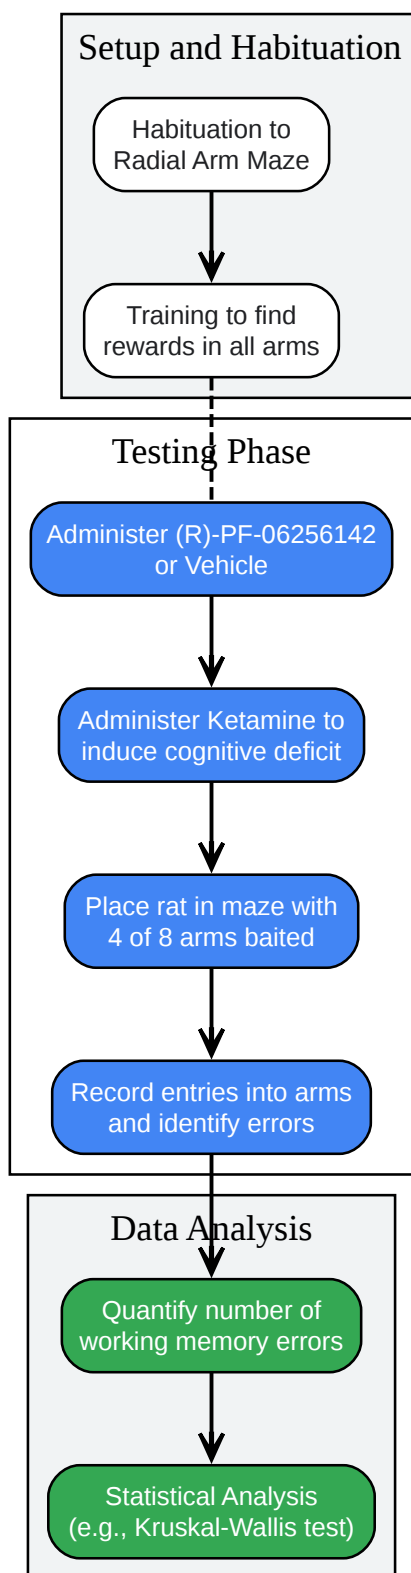 Setup and Habituation
Habituation to
Radial Arm Maze
Training to find
rewards in all arms
Testing Phase
Administer (R)-PF-06256142
or Vehicle
Administer Ketamine to
induce cognitive deficit
Place rat in maze with
4 of 8 arms baited
Record entries into arms
and identify errors
Data Analysis
Quantify number of
working memory errors
Statistical Analysis
(e.g., Kruskal-Wallis test)